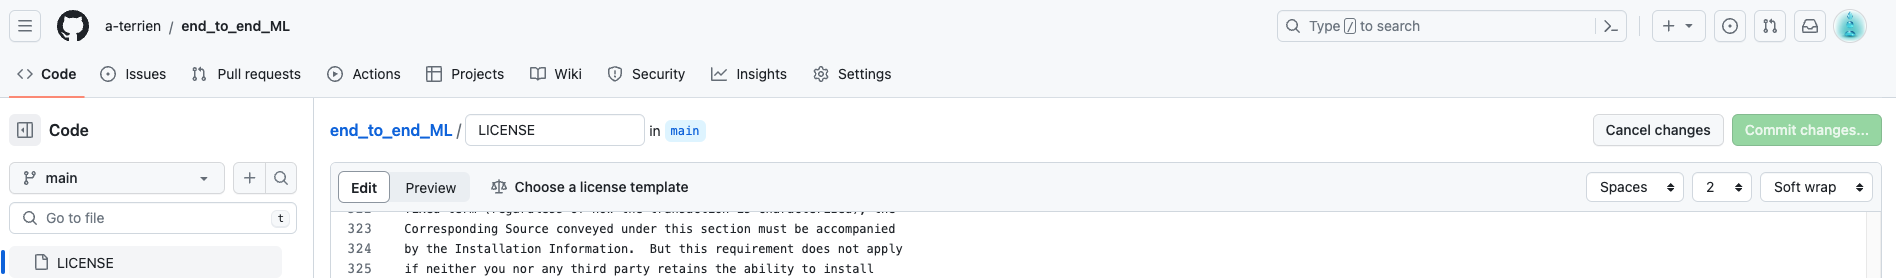 a-terrien / end_to_end_ML
Type / to search
Code Issues Pull requests Actions Projects Wiki Security Insights Settings
Code
main
Go to file t
LICENSE
end_to_end_ML / LICENSE in main
Cancel changes Commit changes...
Edit Preview Choose a license template
Spaces 2 Soft wrap
323 Corresponding Source conveyed under this section must be accompanied
324 by the Installation Information.  But this requirement does not apply
325 if neither you nor any third party retains the ability to install